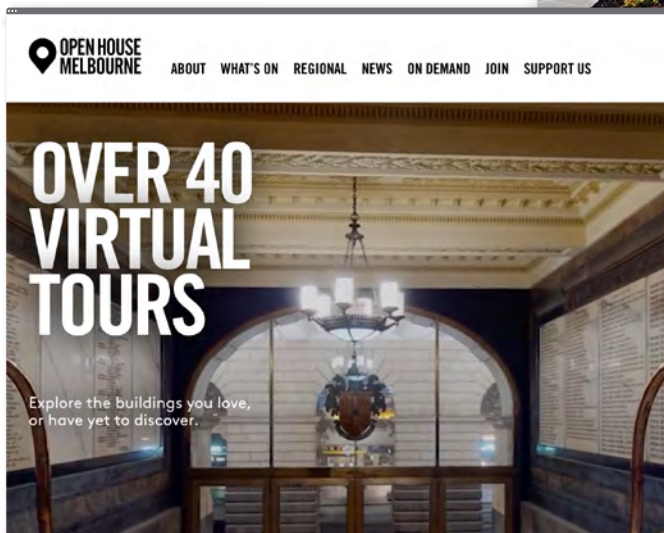 OPEN HOUSE
MELBOURNE
ABOUT WHAT'S ON REGIONAL NEWS ON DEMAND JOIN SUPPORT US
OVER 40
VIRTUAL
TOURS
Explore the buildings you love,
or have yet to discover.